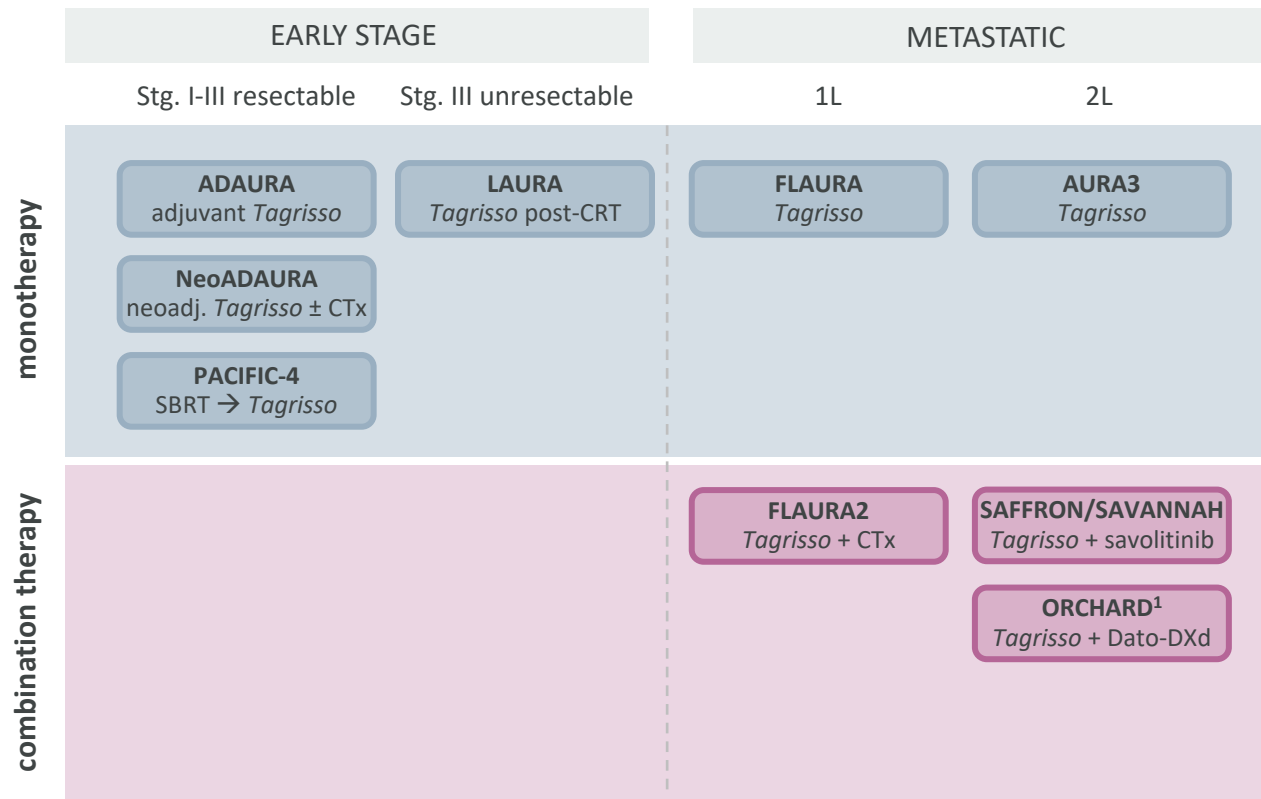 EARLY STAGE
METASTATIC
Stg. I-III resectable
Stg. III unresectable
1L
2L
monotherapy
ADAURA
adjuvant Tagrisso
LAURA
Tagrisso post-CRT
FLAURA
Tagrisso
AURA3
Tagrisso
NeoADAURA
neoadj. Tagrisso ± CTx
PACIFIC-4
SBRT → Tagrisso
combination therapy
FLAURA2
Tagrisso + CTx
SAFFRON/SAVANNAH
Tagrisso + savolitinib
ORCHARD¹
Tagrisso + Dato-DXd